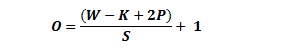 O = (W − K + 2P) / S + 1